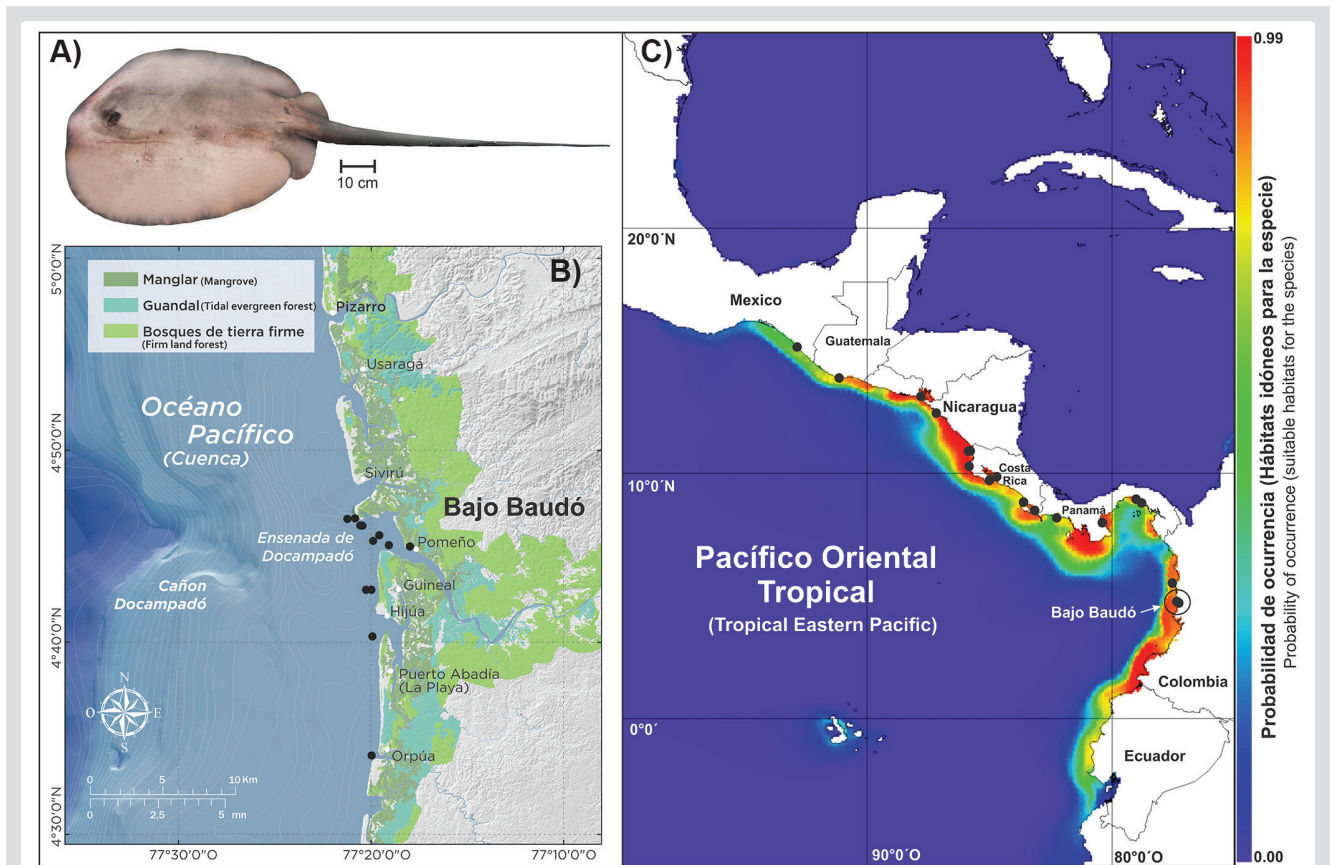 A)
10 cm
B)
Manglar (Mangrove)
Guandal (Tidal evergreen forest)
Bosques de tierra firme
(Firm land forest)
5°0'0"N
4°50'0"N
4°40'0"N
4°30'0"N
Pizarro
Usaragá
Océano
Pacífico
(Cuenca)
Sivirú
Bajo Baudó
Ensenada de
Docampadó
Pomeño
Cañon
Docampadó
Guineal
Hijúa
Puerto Abadía
(La Playa)
Orpúa
N
O
E
S
0 5 10 Km
0 2,5 5 mn
77°30'0"O
77°20'0"O
77°10'0"O
C)
20°0´N
Mexico
Guatemala
Nicaragua
10°0´N
Costa
Rica
Panamá
Pacífico Oriental
Tropical
(Tropical Eastern Pacific)
Bajo Baudó
Colombia
0°0´
Ecuador
90°0´O
80°0´O
0.99
Probabilidad de ocurrencia (Hábitats idóneos para la especie)
Probability of occurrence (suitable habitats for the species)
0.00